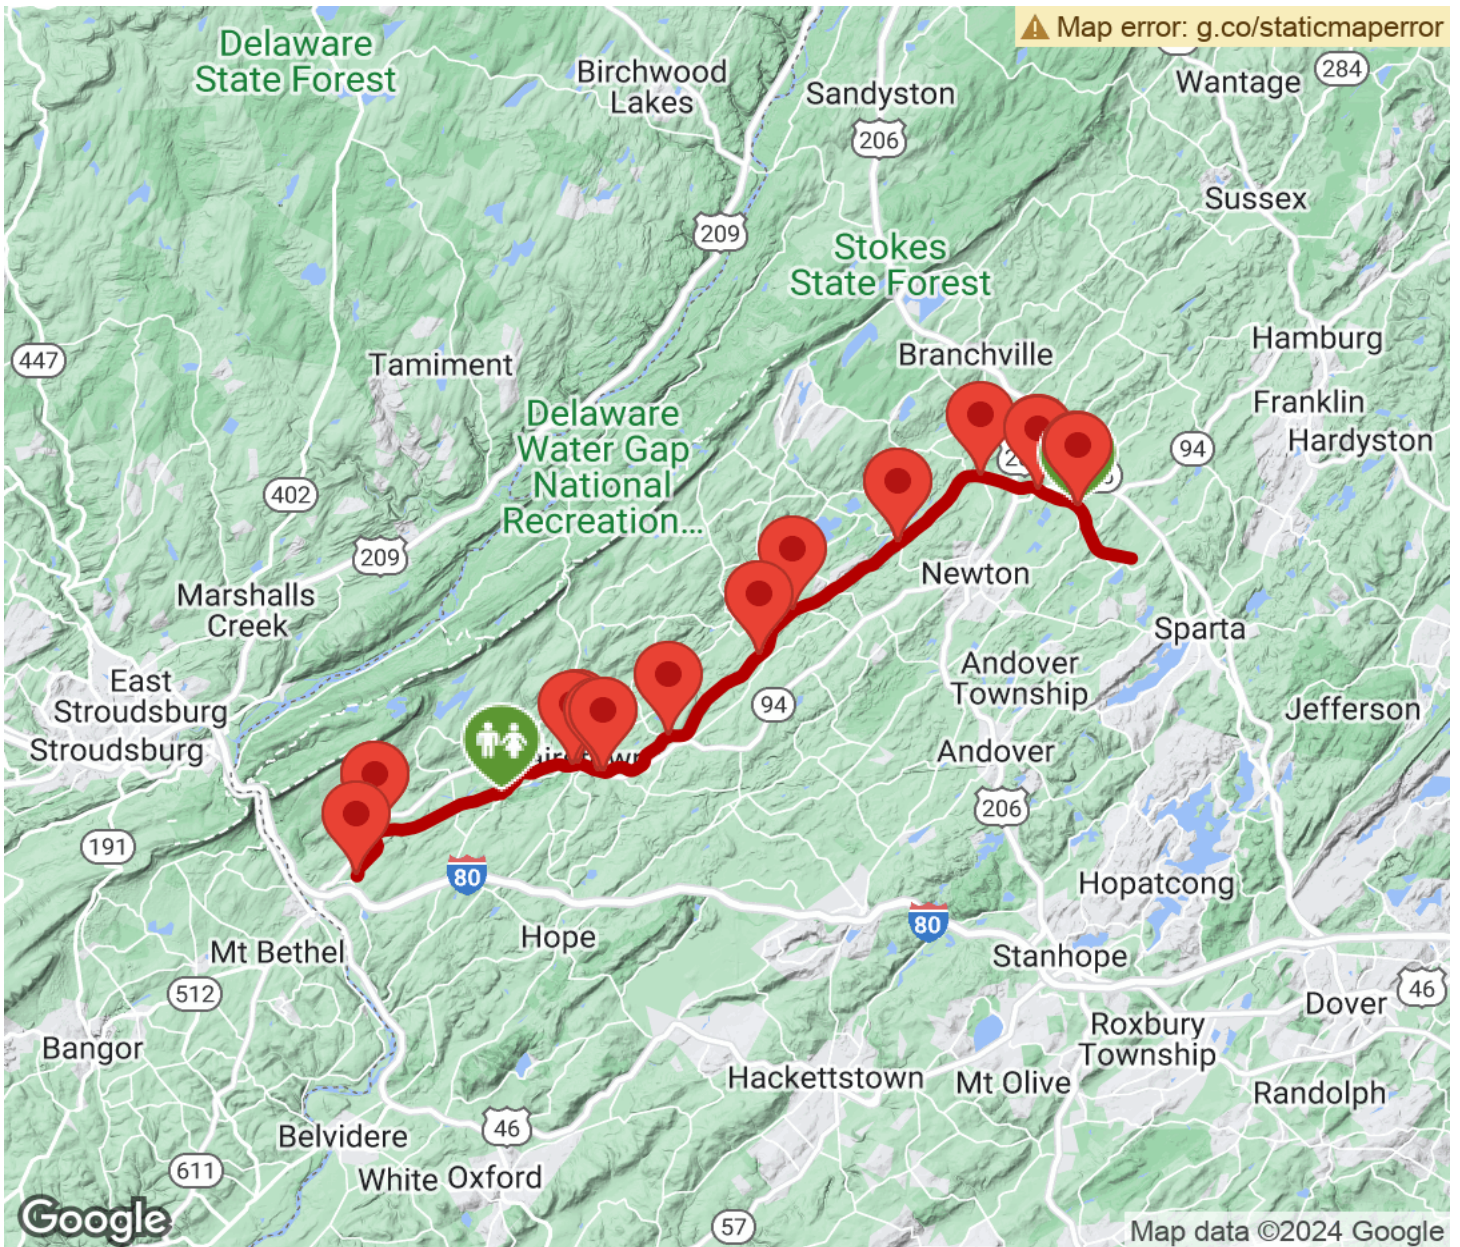 Map error: g.co/staticmaperror
Delaware
State Forest
Birchwood
Lakes
Sandyston
Wantage
284
206
Sussex
209
Stokes
State Forest
Hamburg
447
Tamiment
Branchville
Franklin
Hardyston
94
Delaware
Water Gap
National
Recreation...
402
209
Newton
Marshalls
Creek
Sparta
East
Stroudsburg
Stroudsburg
Andover
Township
94
Jefferson
Andover
206
191
80
Hopatcong
80
Mt Bethel
Hope
Stanhope
512
46
Dover
Bangor
Roxbury
Township
Hackettstown
Mt Olive
Randolph
Belvidere
46
611
White
Oxford
57
Google
Map data ©2024 Google